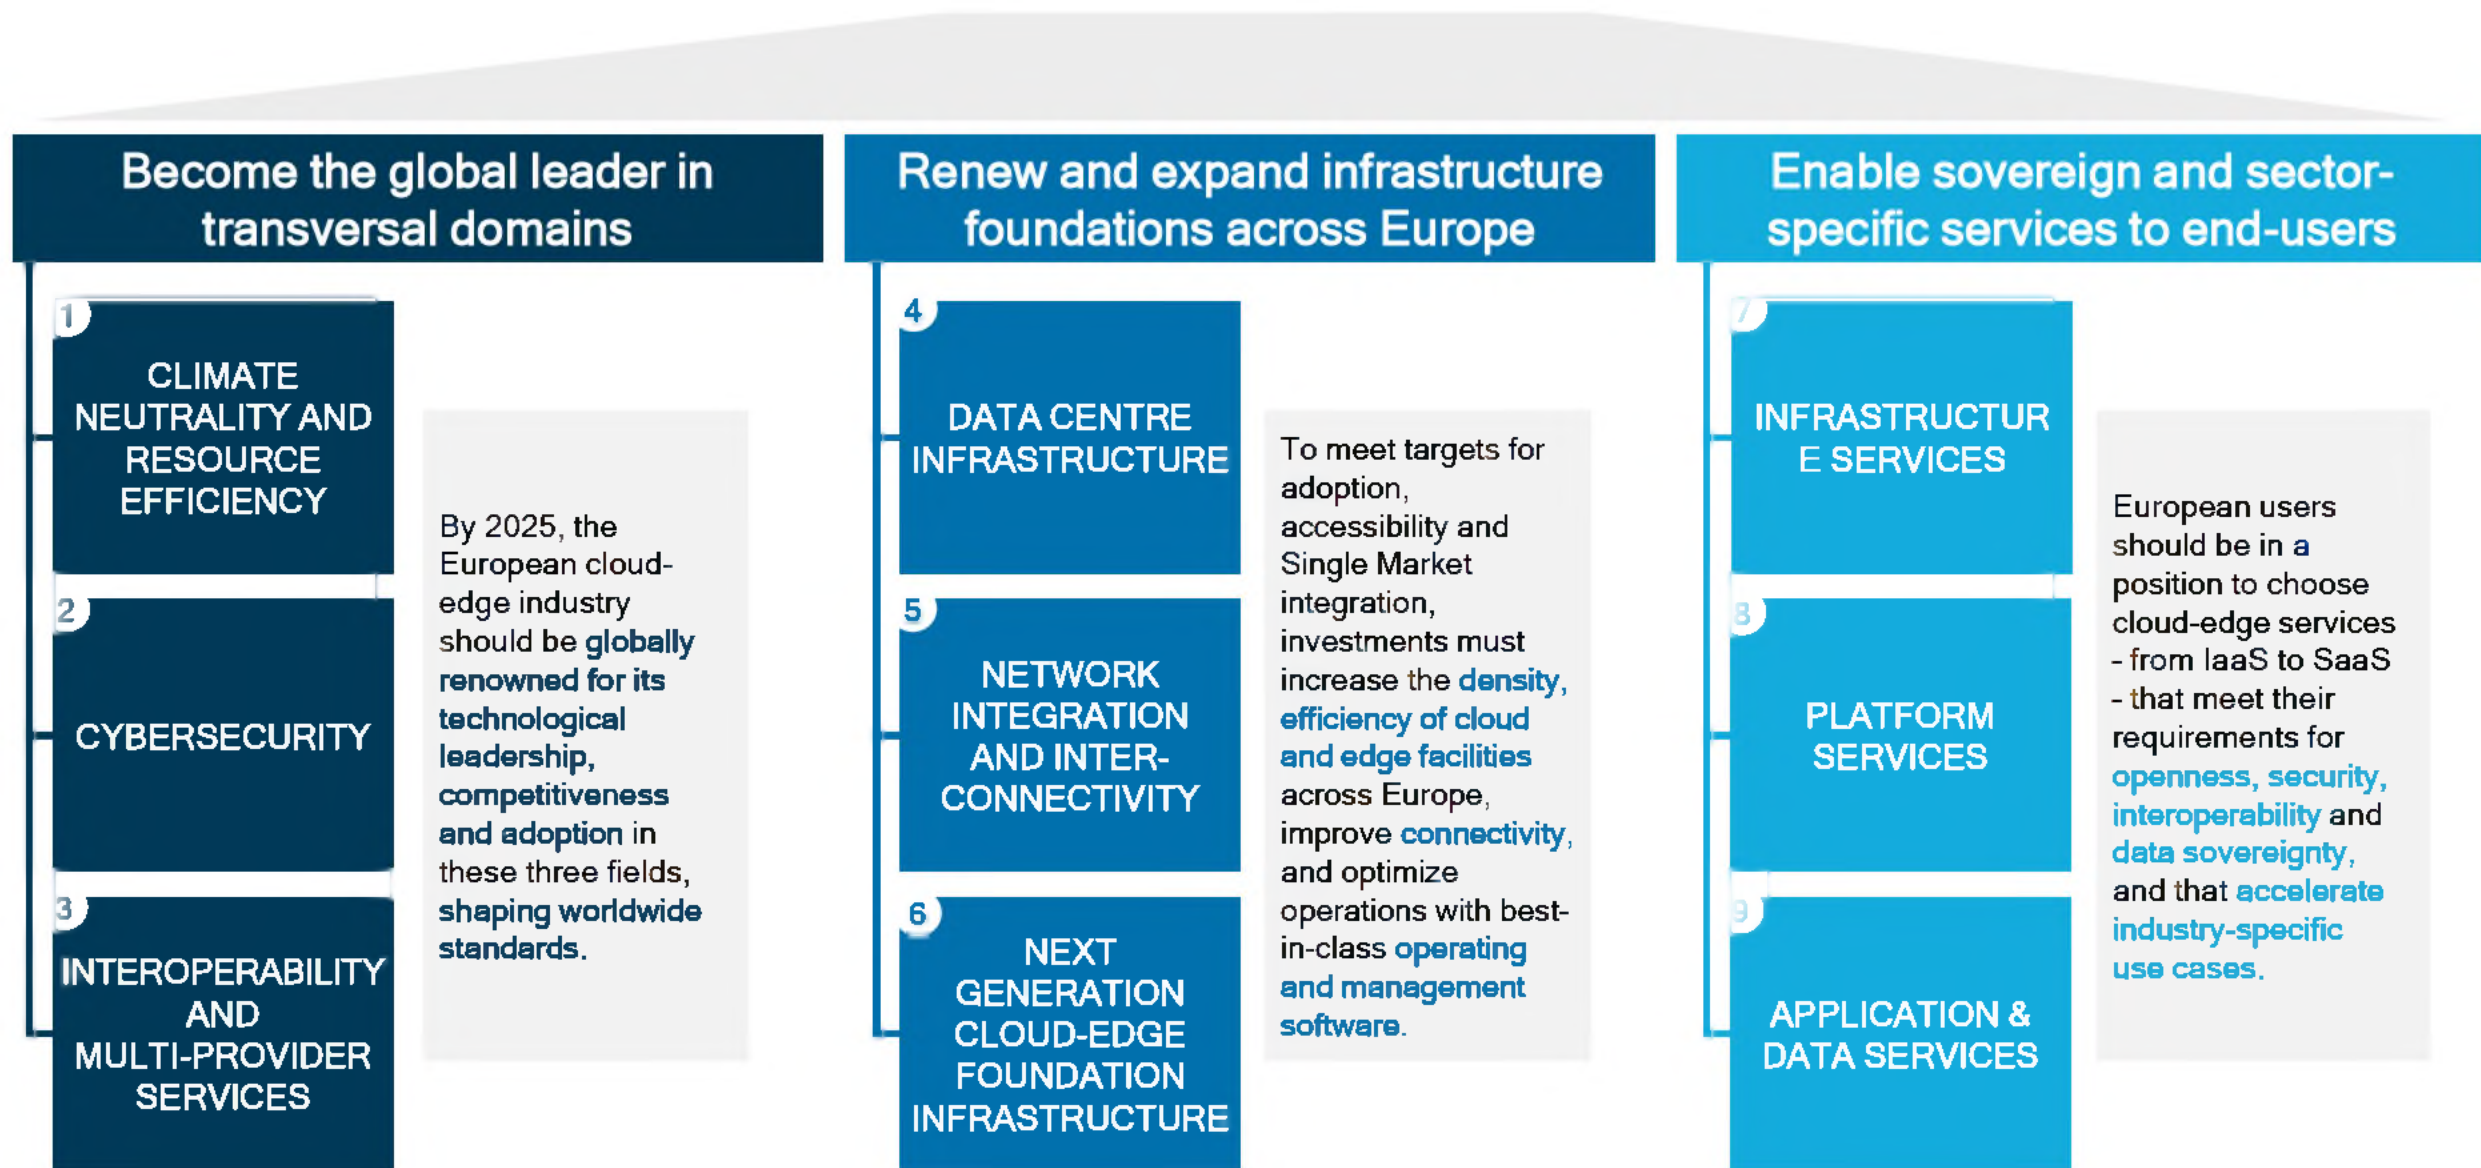 Become the global leader in
transversal domains
1
CLIMATE
NEUTRALITY AND
RESOURCE
EFFICIENCY
2
CYBERSECURITY
3
INTEROPERABILITY
AND
MULTI-PROVIDER
SERVICES
By 2025, the
European cloud-
edge industry
should be globally
renowned for its
technological
leadership,
competitiveness
and adoption in
these three fields,
shaping worldwide
standards.
Renew and expand infrastructure
foundations across Europe
4
DATA CENTRE
INFRASTRUCTURE
5
NETWORK
INTEGRATION
AND INTER-
CONNECTIVITY
6
NEXT
GENERATION
CLOUD-EDGE
FOUNDATION
INFRASTRUCTURE
To meet targets for
adoption,
accessibility and
Single Market
integration,
investments must
increase the density,
efficiency of cloud
and edge facilities
across Europe,
improve connectivity,
and optimize
operations with best-
in-class operating
and management
software.
Enable sovereign and sector-
specific services to end-users
7
INFRASTRUCTUR
E SERVICES
8
PLATFORM
SERVICES
9
APPLICATION &
DATA SERVICES
European users
should be in a
position to choose
cloud-edge services
- from IaaS to SaaS
- that meet their
requirements for
openness, security,
interoperability and
data sovereignty,
and that accelerate
industry-specific
use cases.